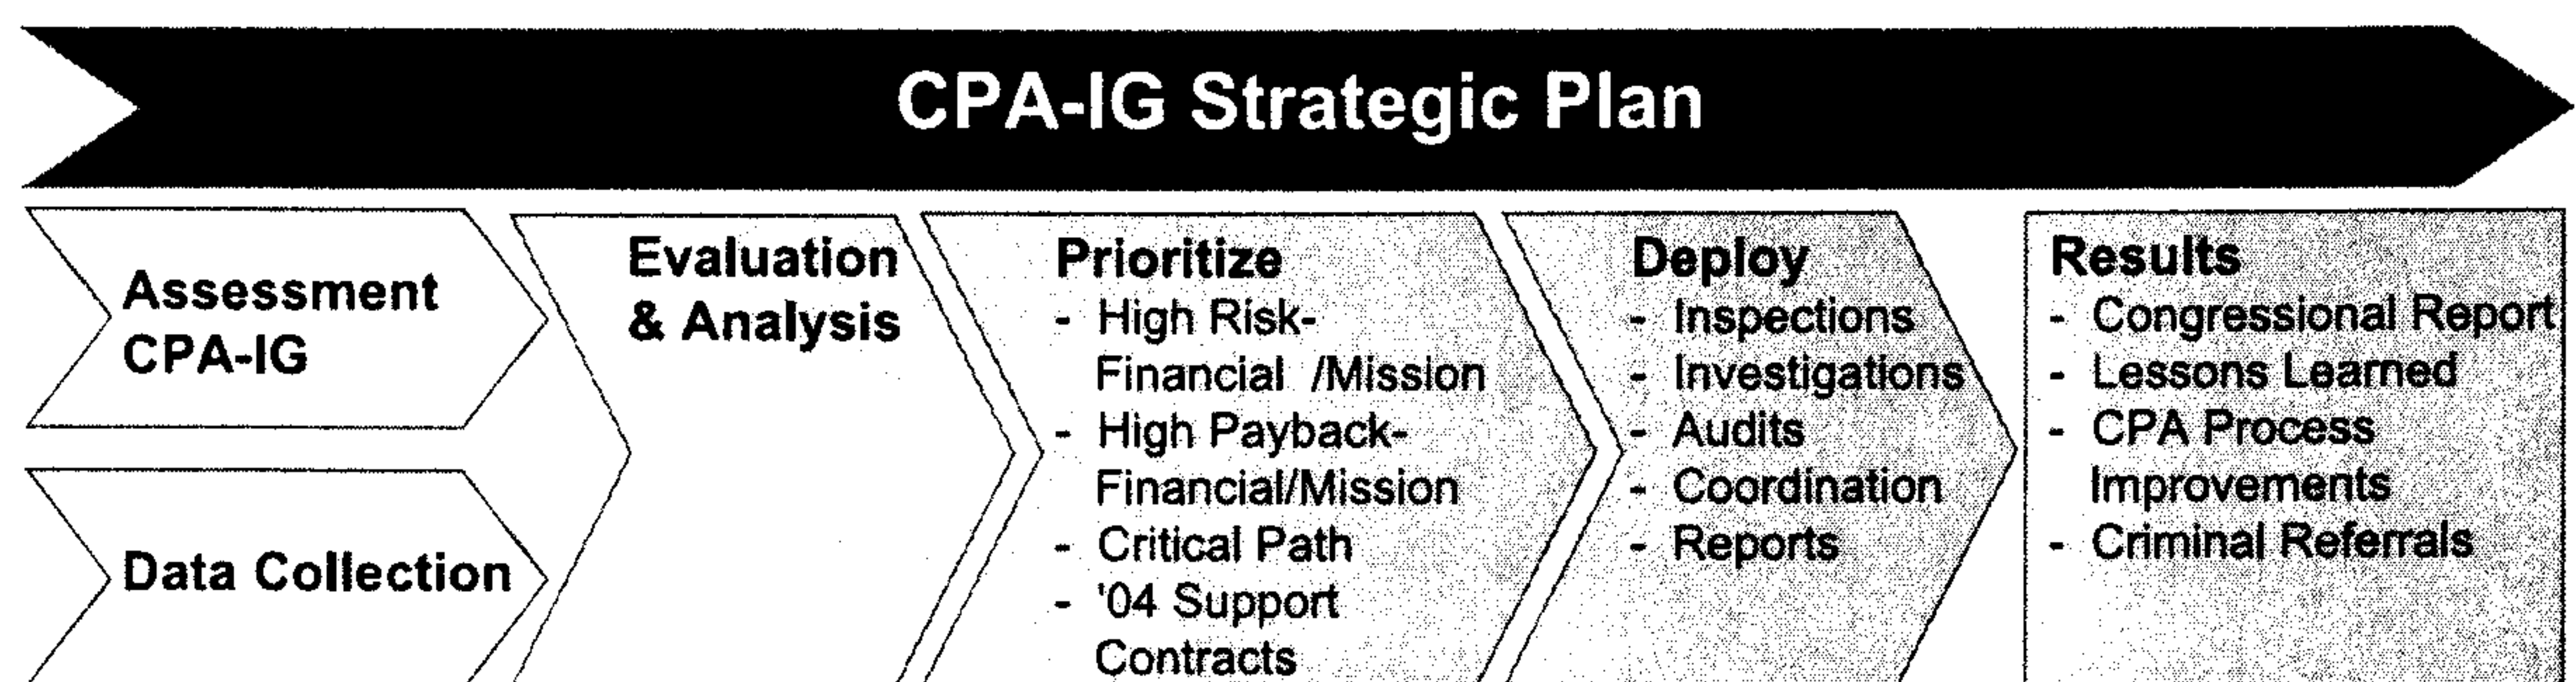 CPA-IG Strategic Plan
Assessment
CPA-IG
Data Collection
Evaluation
& Analysis
Prioritize
- High Risk-
Financial /Mission
- High Payback-
Financial/Mission
- Critical Path
- '04 Support
Contracts
Deploy
- Inspections
- Investigations
- Audits
- Coordination
- Reports
Results
- Congressional Report
- Lessons Learned
- CPA Process
Improvements
- Criminal Referrals